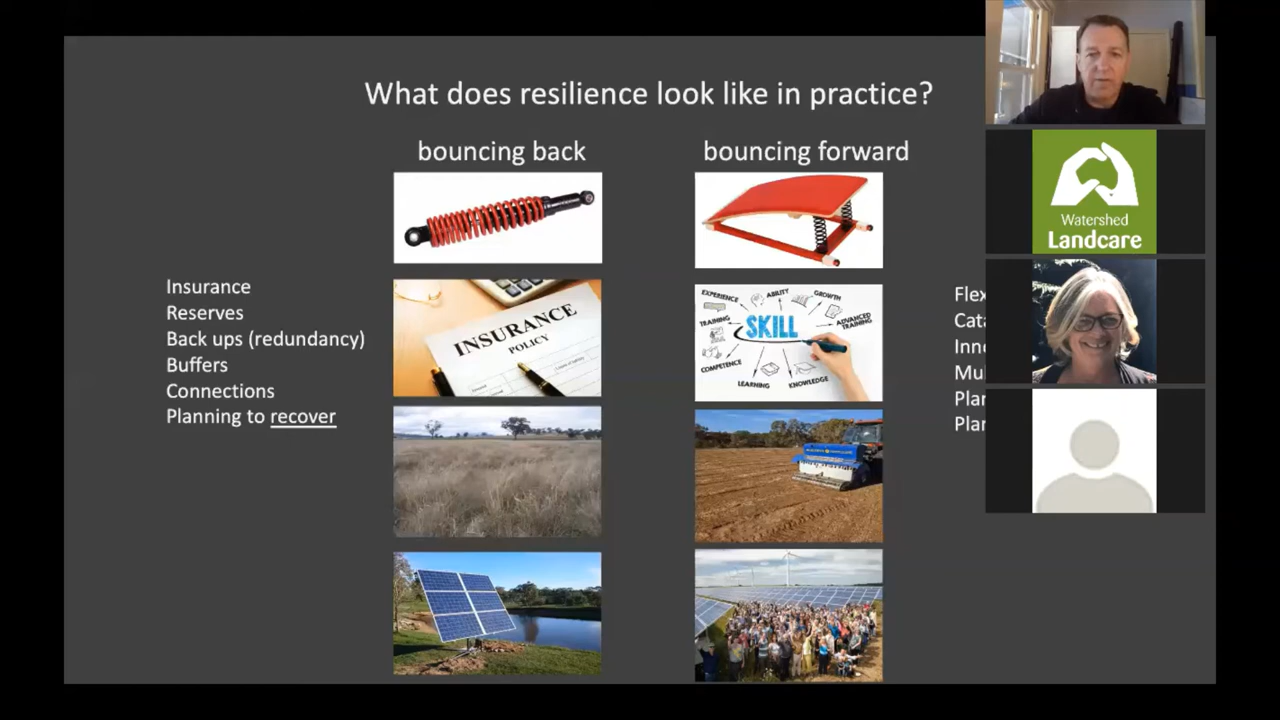 What does resilience look like in practice?
bouncing back
bouncing forward
Insurance
Reserves
Back ups (redundancy)
Buffers
Connections
Planning to recover
INSURANCE
POLICY
EXPERIENCE
ABILITY
GROWTH
TRAINING
SKILL
ADVANCED
TRAINING
COMPETENCE
LEARNING
KNOWLEDGE
Watershed
Landcare